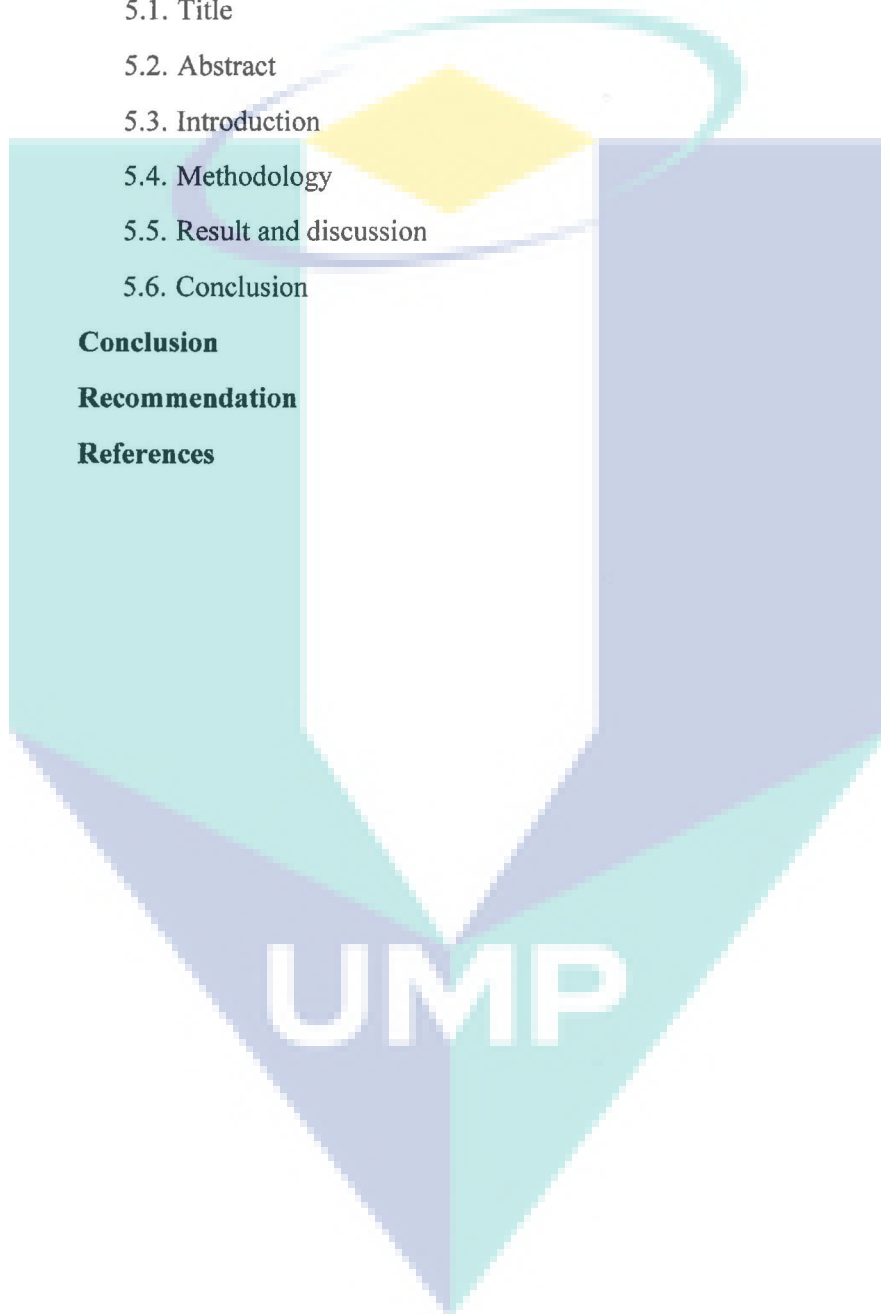 5.1. Title
5.2. Abstract
5.3. Introduction
5.4. Methodology
5.5. Result and discussion
5.6. Conclusion
Conclusion
Recommendation
References
UMP